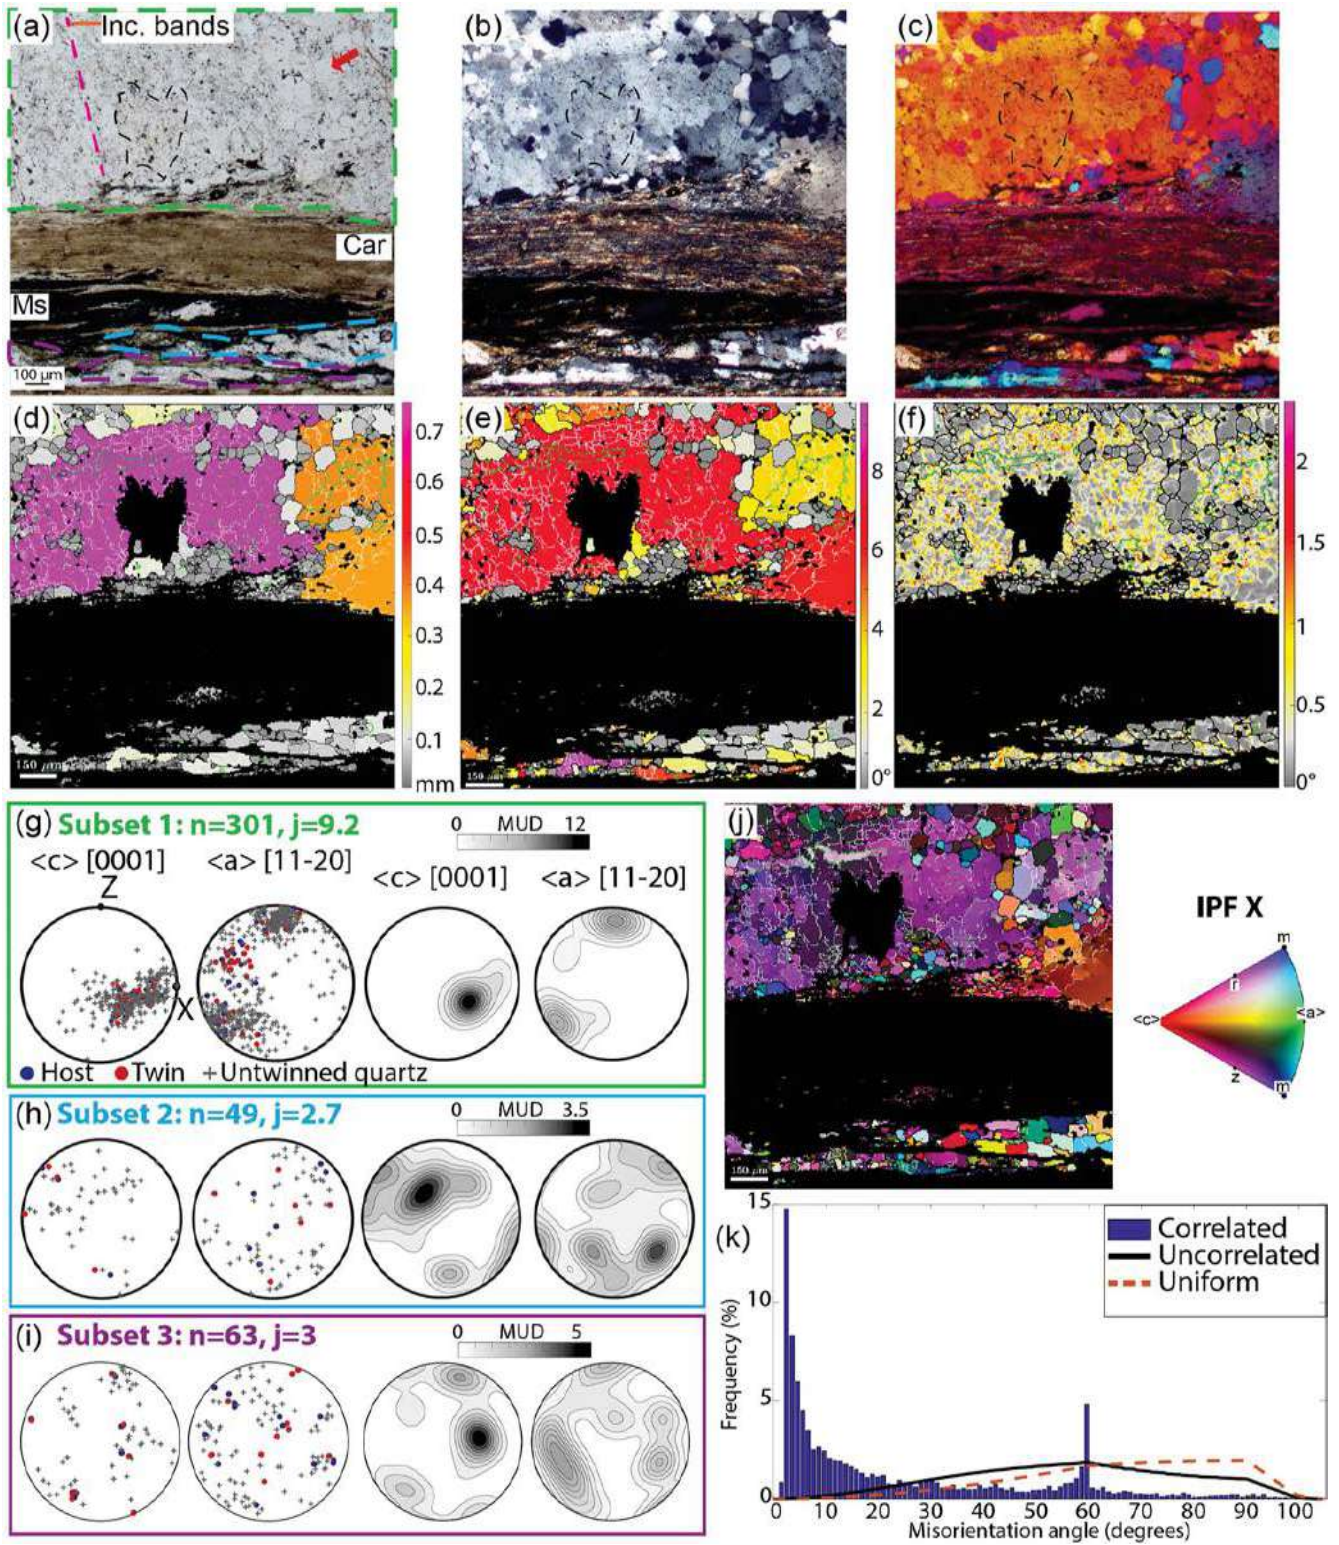 (a) Inc. bands
(b)
(c)
Car
Ms
100 µm
(d)
0.7
0.6
0.5
0.4
0.3
0.2
0.1
mm
150 µm
(e)
8
6
4
2
0°
150 µm
(f)
2
1.5
1
0.5
0°
(g) Subset 1: n=301, j=9.2
0 MUD 12
<c> [0001] <a> [11-20] <c> [0001] <a> [11-20]
Z
X
Host Twin +Untwinned quartz
(h) Subset 2: n=49, j=2.7
0 MUD 3.5
(i) Subset 3: n=63, j=3
0 MUD 5
(j)
150 µm
IPF X
m
r
<c>
<a>
z
m
(k)
15
10
5
0
Frequency (%)
Correlated
Uncorrelated
Uniform
0 10 20 30 40 50 60 70 80 90 100
Misorientation angle (degrees)